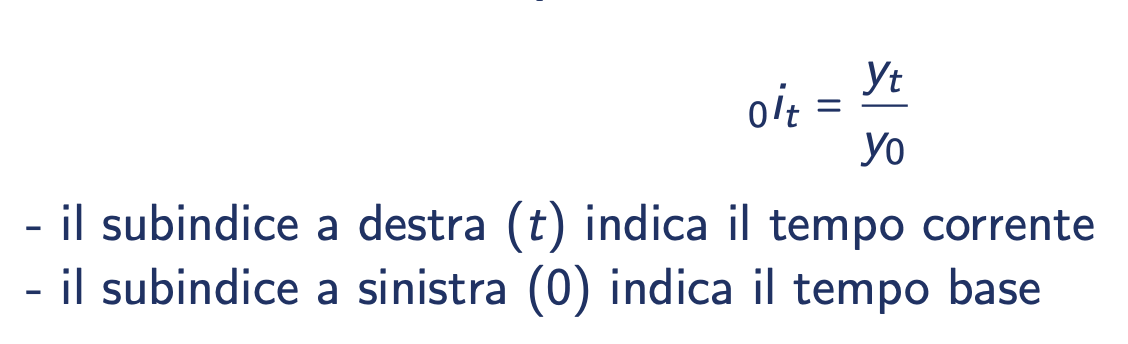 ₀iₜ = yₜ / y₀
- il subindice a destra (t) indica il tempo corrente
- il subindice a sinistra (0) indica il tempo base